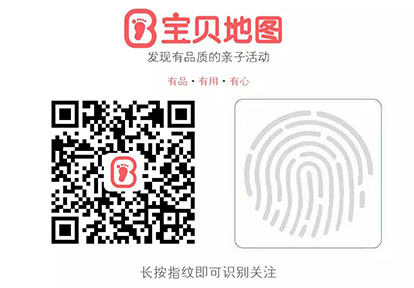 宝贝地图
发现有品质的亲子活动
有品·有用·有心
长按指纹即可识别关注